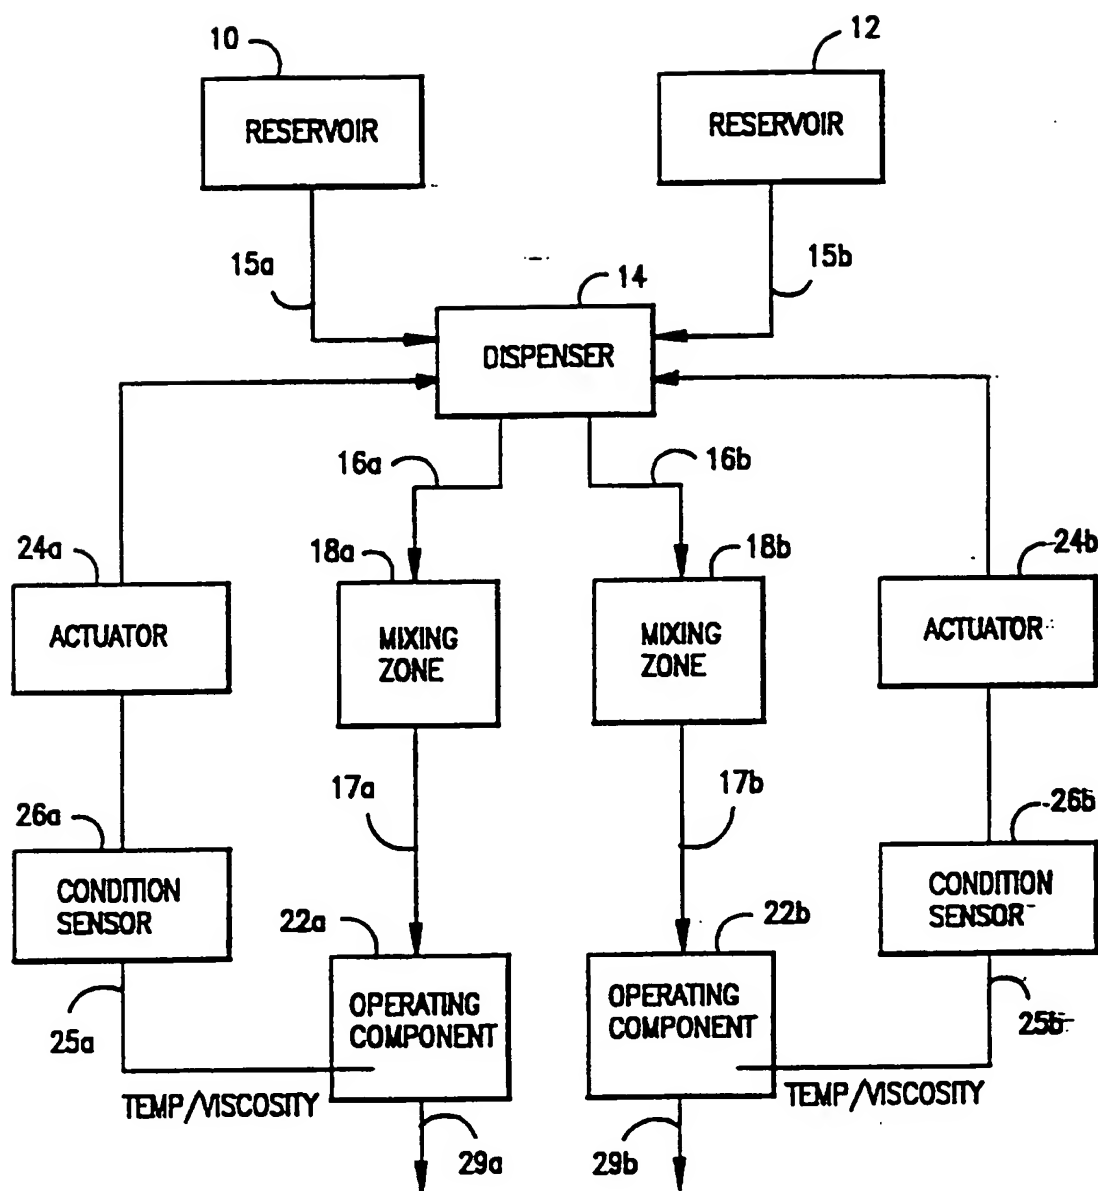 10
12
RESERVOIR
RESERVOIR
15a
15b
14
DISPENSER
16a
16b
24a
18a
18b
24b
ACTUATOR
MIXING
ZONE
MIXING
ZONE
ACTUATOR
17a
17b
26a
26b
CONDITION
SENSOR
CONDITION
SENSOR
22a
22b
OPERATING
COMPONENT
OPERATING
COMPONENT
25a
25b
TEMP/VISCOSITY
TEMP/VISCOSITY
29a
29b